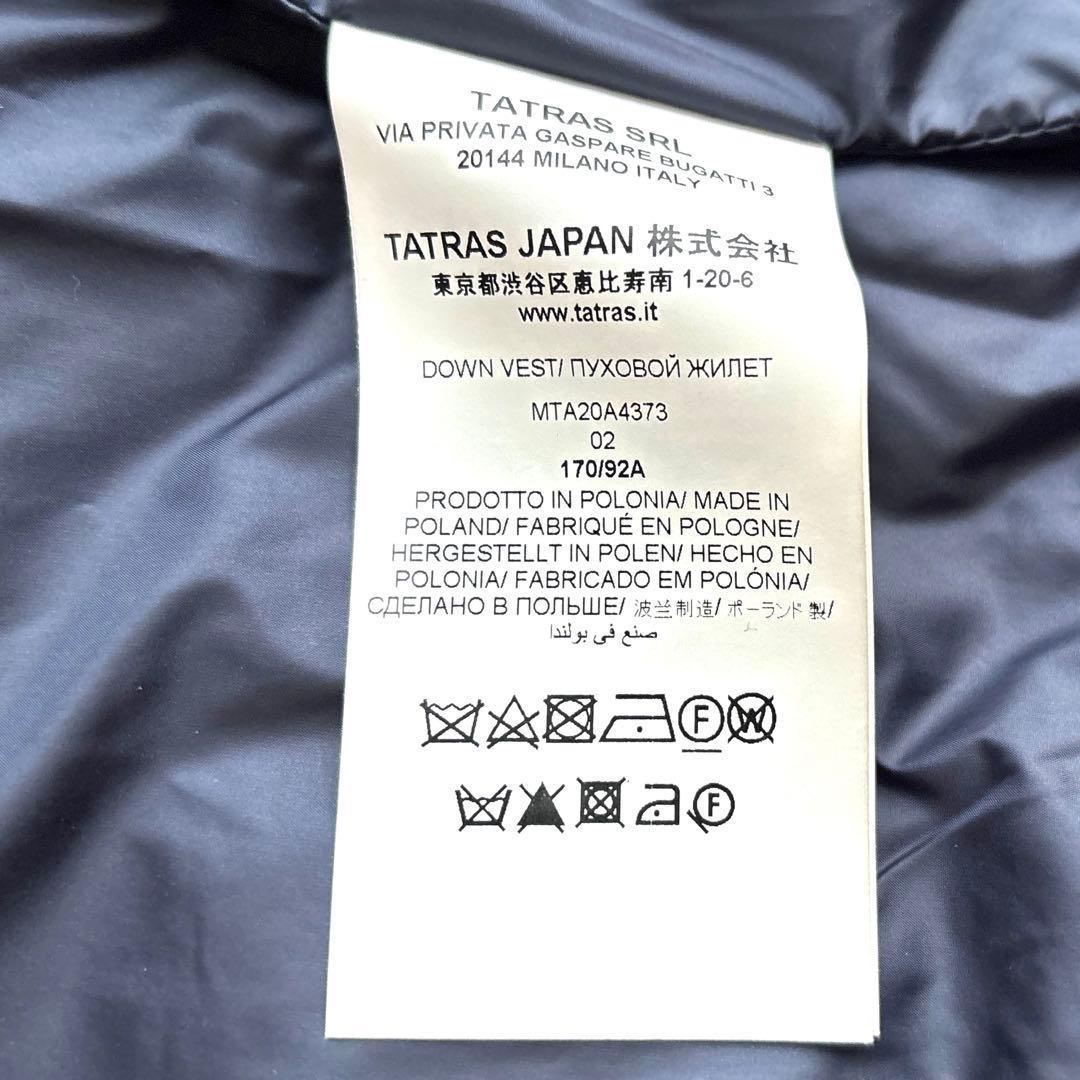 TATRAS SRL
VIA PRIVATA GASPARE BUGATTI 3
20144 MILANO ITALY
TATRAS JAPAN 株式会社
東京都渋谷区恵比寿南 1-20-6
www.tatras.it
DOWN VEST/ ПУХОВОЙ ЖИЛЕТ
MTA20A4373
02
170/92A
PRODOTTO IN POLONIA/ MADE IN
POLAND/ FABRIQUÉ EN POLOGNE/
HERGESTELLT IN POLEN/ HECHO EN
POLONIA/ FABRICADO EM POLÓNIA/
СДЕЛАНО В ПОЛЬШЕ/ 波兰制造/ ポーランド 製/
صنع في بولندا
F W
F